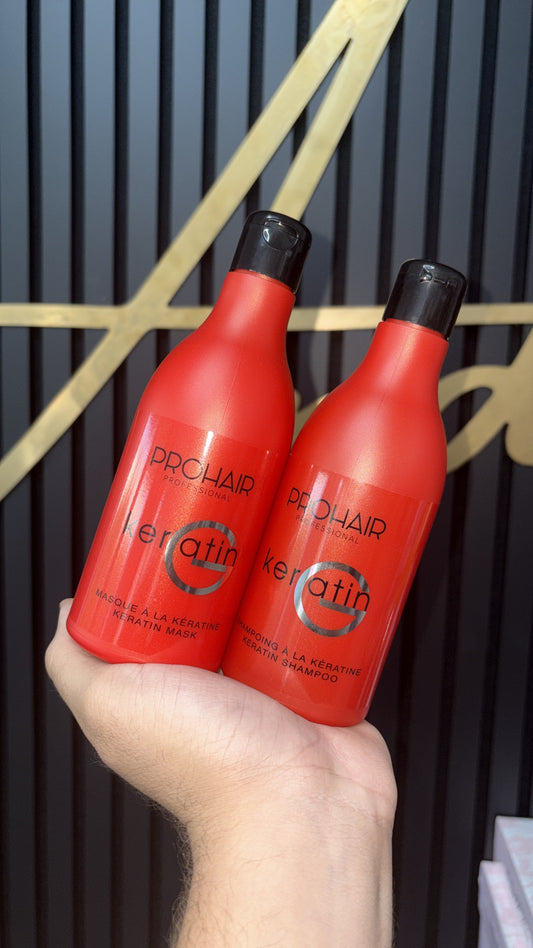 PROHAIR
PROFESSIONAL
keratin
MASQUE À LA KÉRATINE
KERATIN MASK
PROHAIR
PROFESSIONAL
keratin
SHAMPOING À LA KÉRATINE
KERATIN SHAMPOO